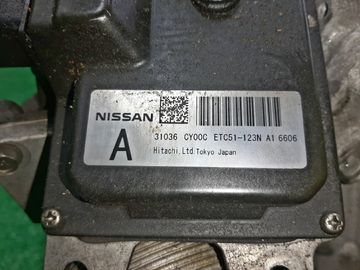 NISSAN
A
31036 CY00C ETC51-123N A1 6606
Hitachi,Ltd.Tokyo Japan